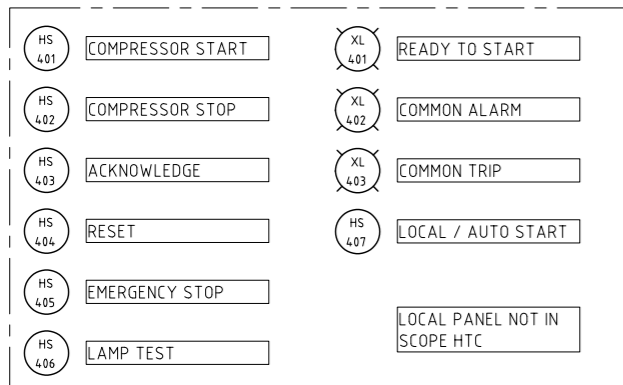 HS
401
COMPRESSOR START
HS
402
COMPRESSOR STOP
HS
403
ACKNOWLEDGE
HS
404
RESET
HS
405
EMERGENCY STOP
HS
406
LAMP TEST
XL
401
READY TO START
XL
402
COMMON ALARM
XL
403
COMMON TRIP
HS
407
LOCAL / AUTO START
LOCAL PANEL NOT IN
SCOPE HTC